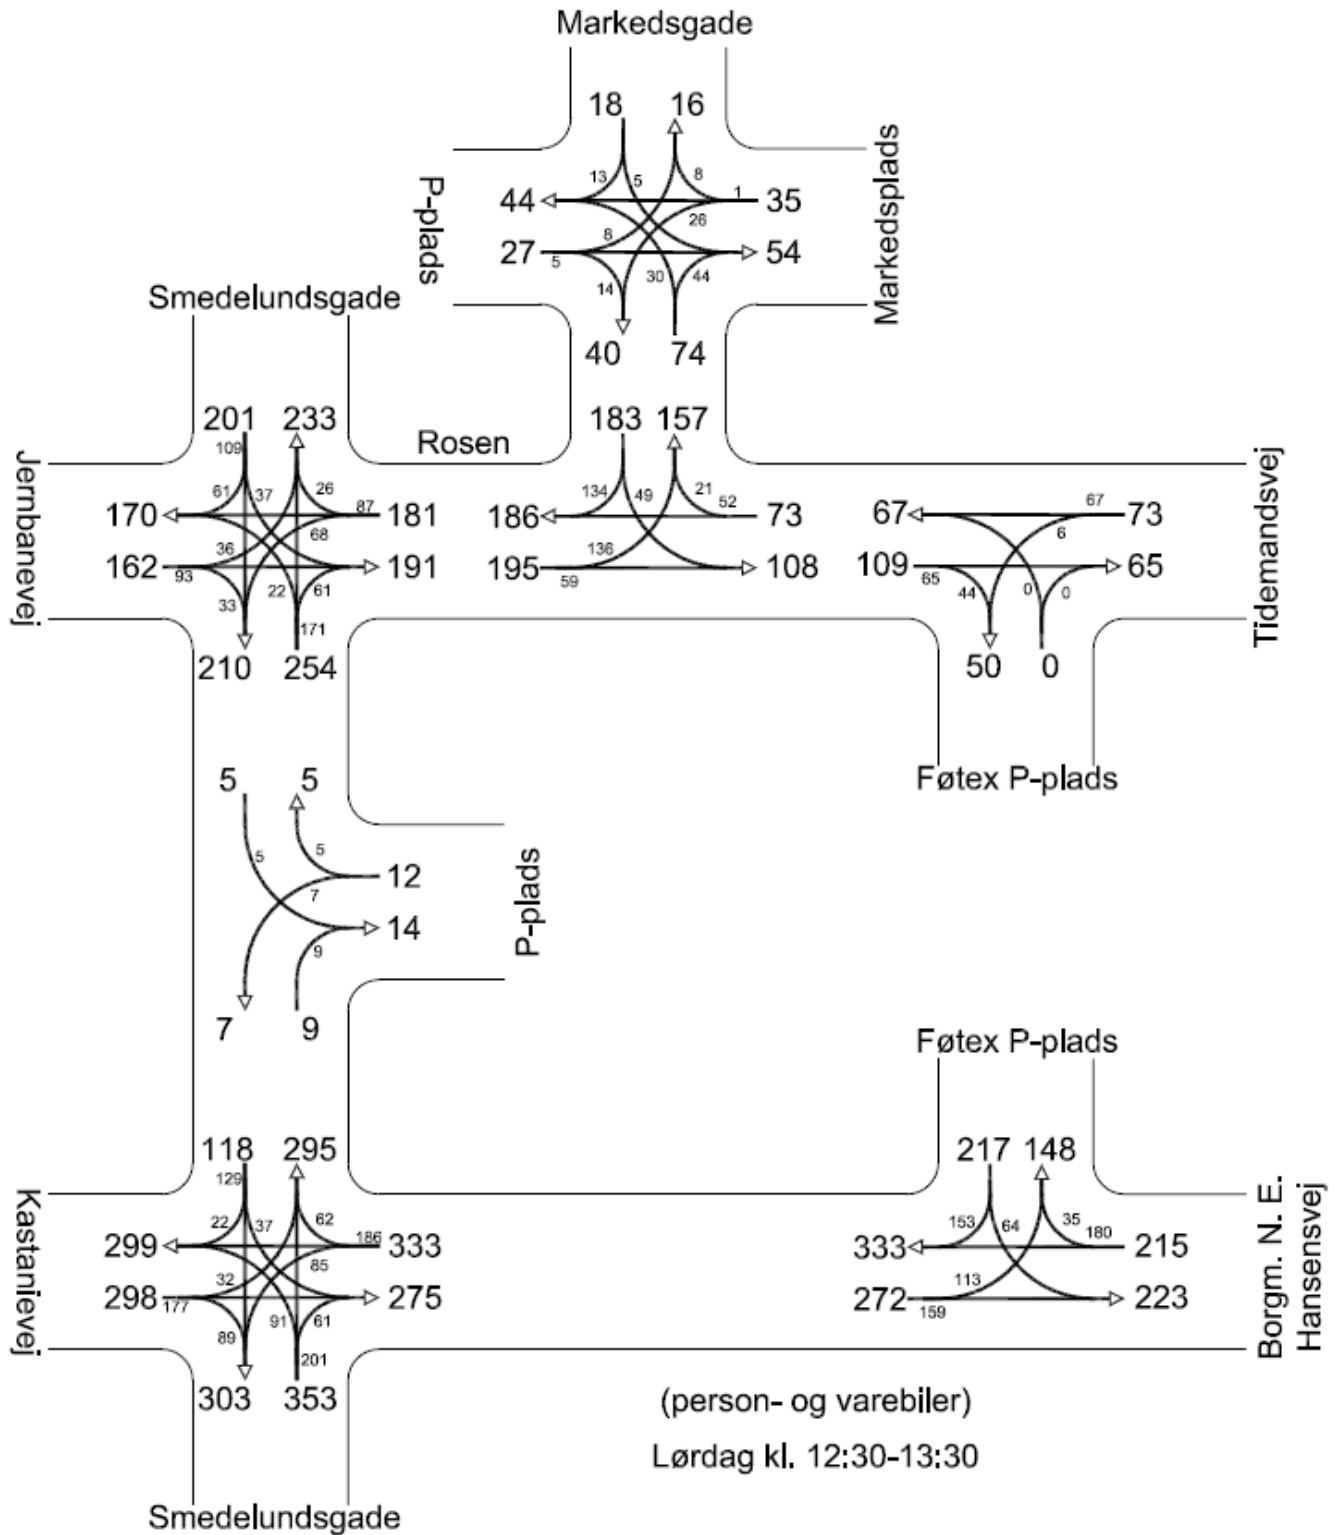 Markedsgade
18 16
13 5 8 1
44 35
P-plads
Markedsplads
8 26
27 54
5
14 30 44
40 74
Smedelundsgade
201 233
109
Rosen
183 157
Jernbanevej
Tidemandsvej
61 37 26 87
170 181
134 49 21 52
186 73
67
67 73
6
36 68
162 191
93
136
195 108
59
109 65
65
33 22 61
44 0 0
171
210 254
50 0
5 5
Føtex P-plads
5 5
12
7
14
9
P-plads
7 9
Føtex P-plads
118 295
129
217 148
Kastanievej
Borgm. N. E.
Hansensvej
22 37 62 186
299 333
153 64 35 180
333 215
32 85
298 275
177
113
272 223
159
89 91 61
201
303 353
(person- og varebiler)
Lørdag kl. 12:30-13:30
Smedelundsgade